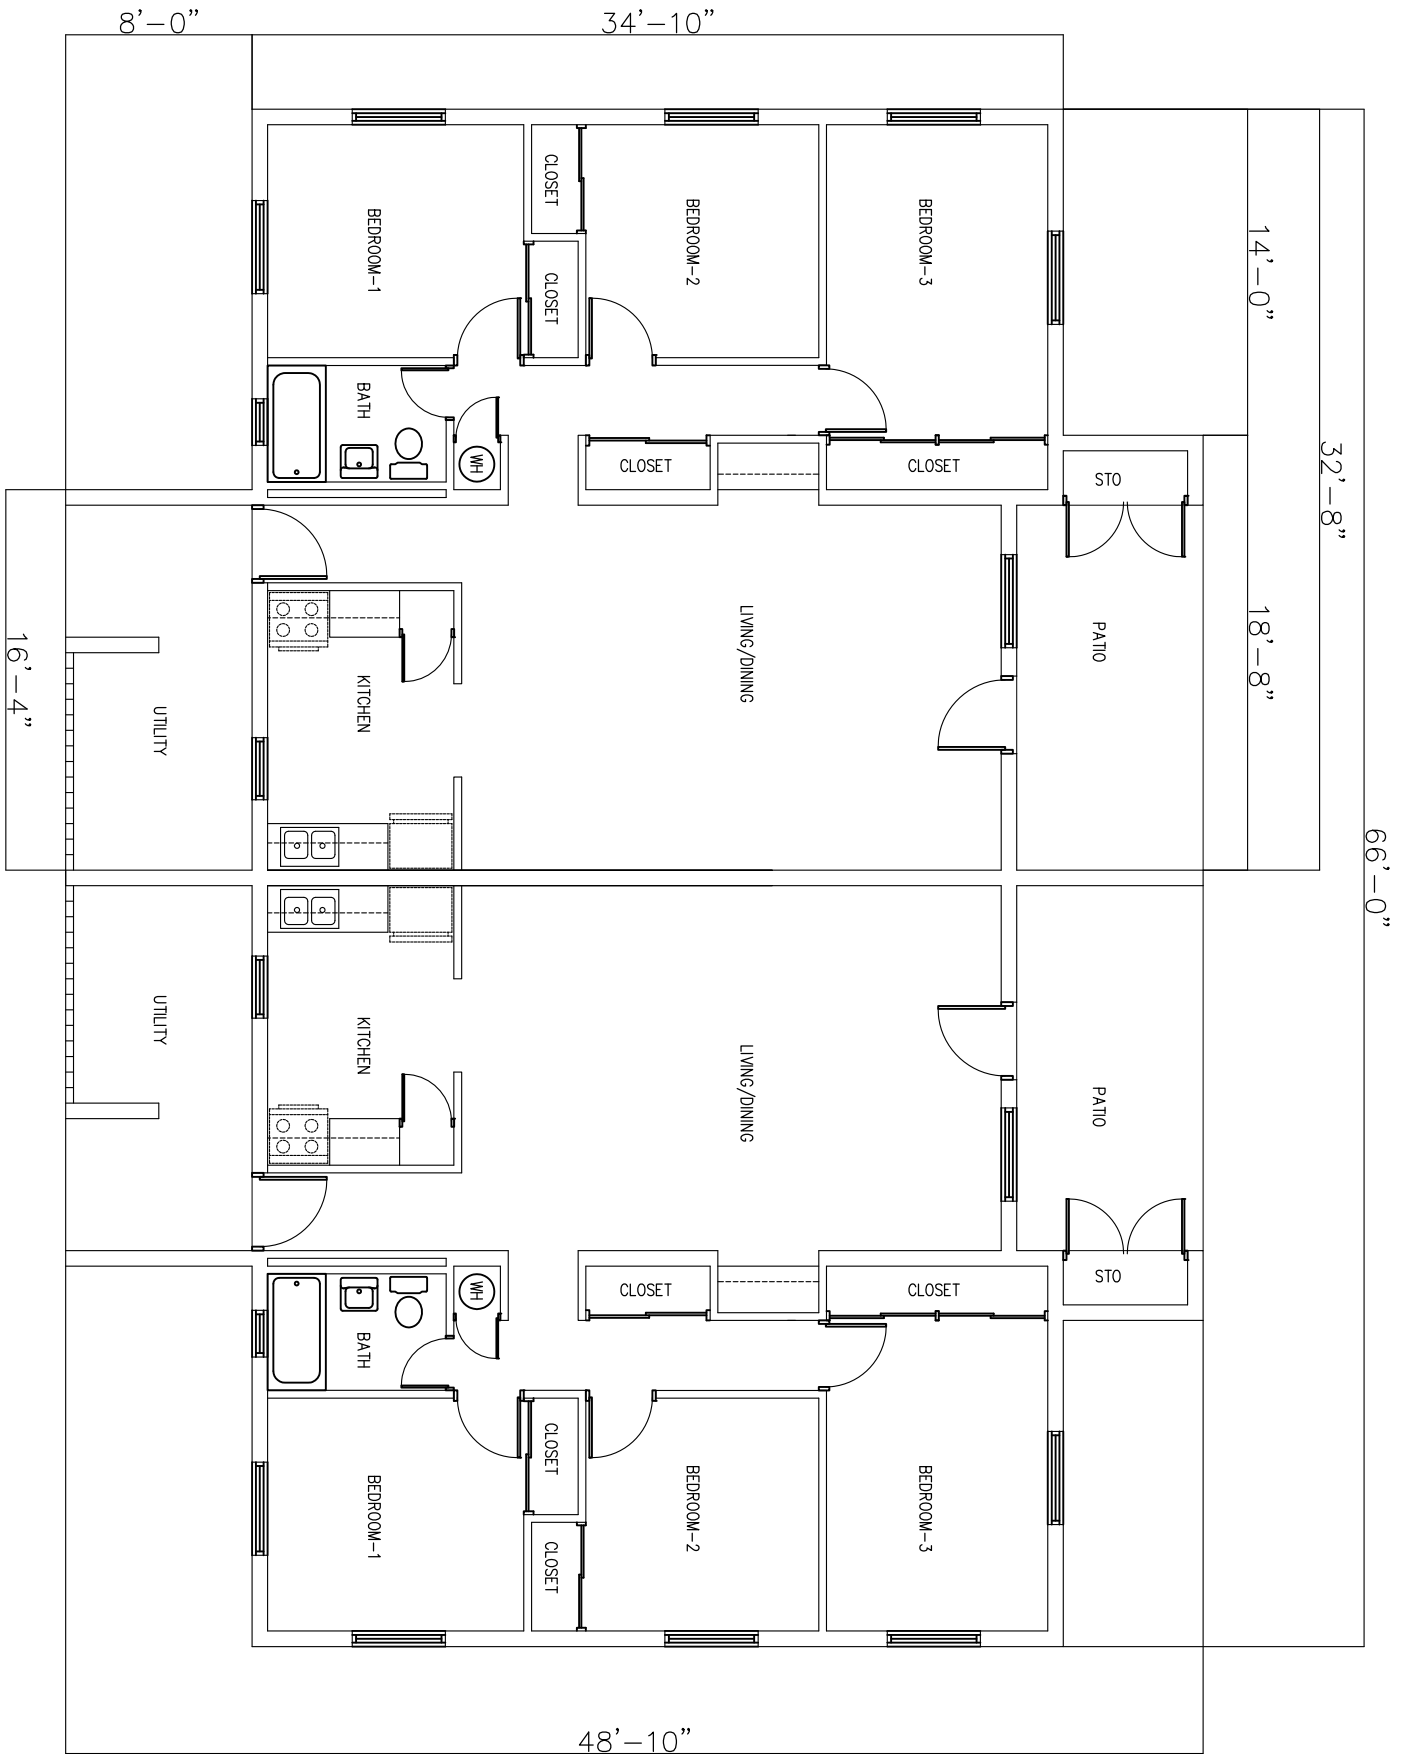 8'-0"
34'-10"
14'-0"
32'-8"
18'-8"
66'-0"
16'-4"
48'-10"
CLOSET
BEDROOM-1
BEDROOM-2
BEDROOM-3
CLOSET
BATH
WH
CLOSET
CLOSET
STO
LIVING/DINING
PATIO
KITCHEN
UTILITY
UTILITY
KITCHEN
LIVING/DINING
PATIO
STO
WH
CLOSET
CLOSET
BATH
CLOSET
BEDROOM-1
BEDROOM-2
BEDROOM-3
CLOSET